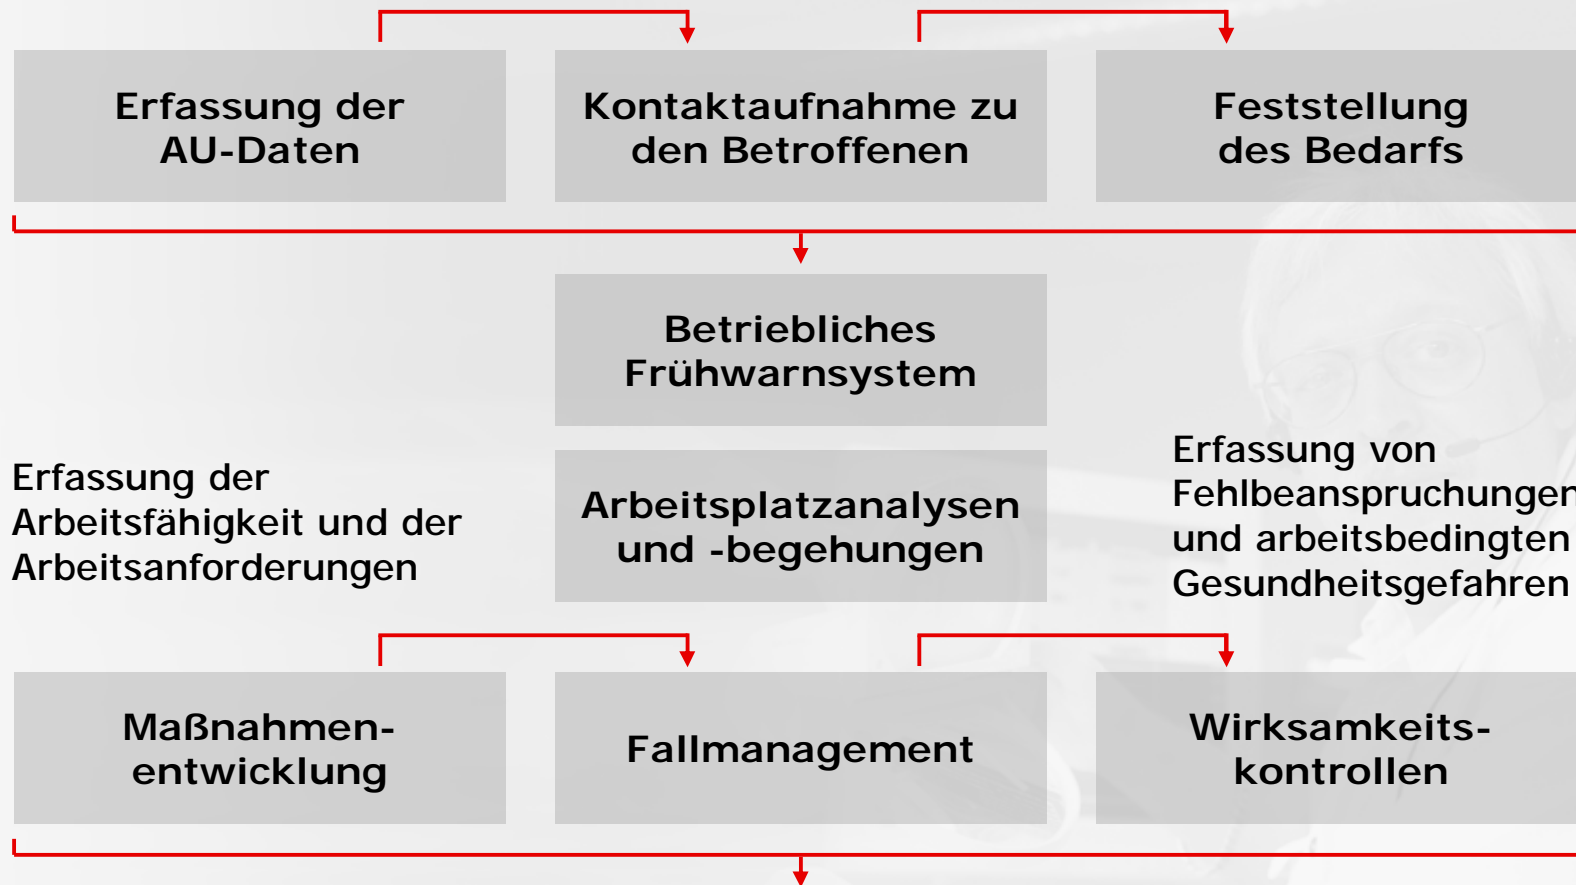 Erfassung der
AU-Daten
Kontaktaufnahme zu
den Betroffenen
Feststellung
des Bedarfs
Betriebliches
Frühwarnsystem
Erfassung der
Arbeitsfähigkeit und der
Arbeitsanforderungen
Arbeitsplatzanalysen
und -begehungen
Erfassung von
Fehlbeanspruchungen
und arbeitsbedingten
Gesundheitsgefahren
Maßnahmen-
entwicklung
Fallmanagement
Wirksamkeits-
kontrollen